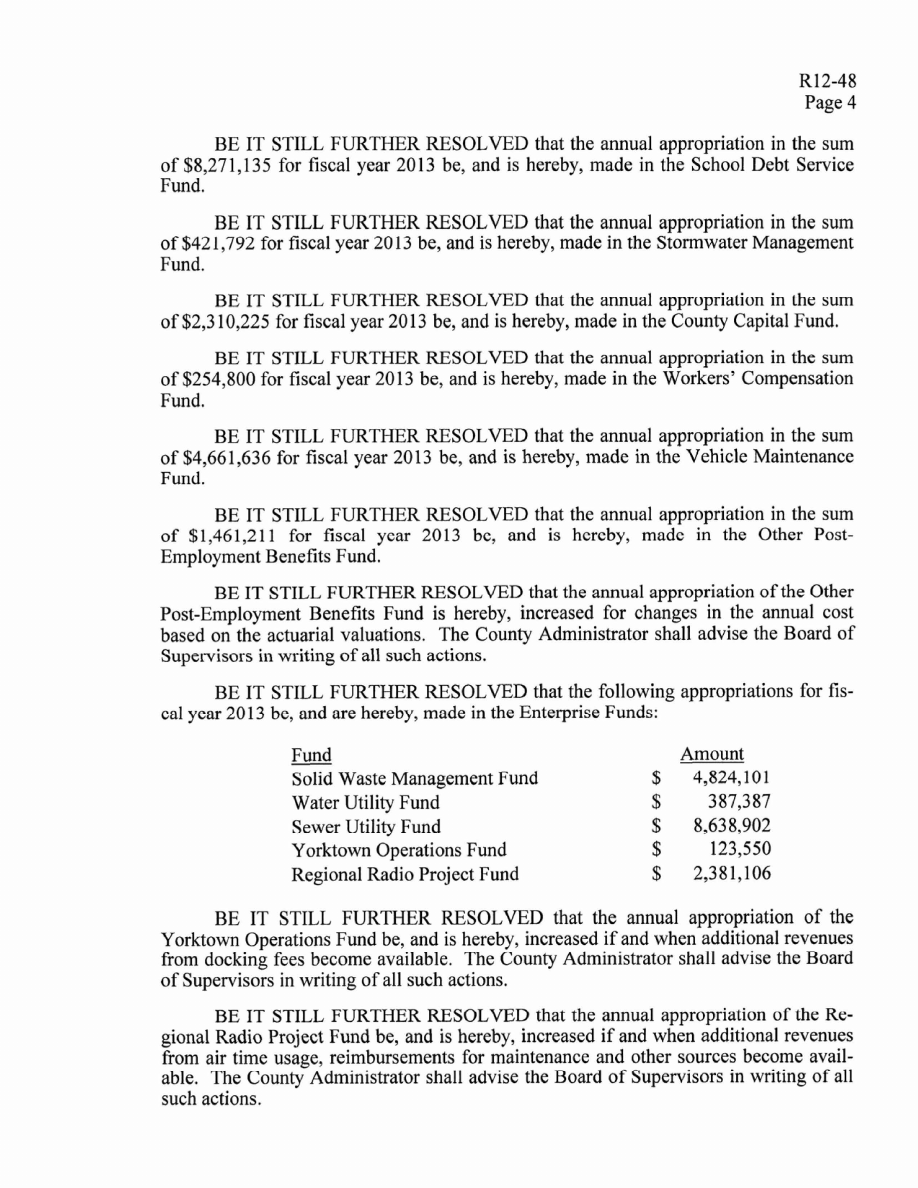 R12-48
Page 4
BE IT STILL FURTHER RESOLVED that the annual appropriation in the sum
of $8,271,135 for fiscal year 2013 be, and is hereby, made in the School Debt Service
Fund.
BE IT STILL FURTHER RESOLVED that the annual appropriation in the sum
of $421,792 for fiscal year 2013 be, and is hereby, made in the Stormwater Management
Fund.
BE IT STILL FURTHER RESOLVED that the annual appropriation in the sum
of $2,310,225 for fiscal year 2013 be, and is hereby, made in the County Capital Fund.
BE IT STILL FURTHER RESOLVED that the annual appropriation in the sum
of $254,800 for fiscal year 2013 be, and is hereby, made in the Workers' Compensation
Fund.
BE IT STILL FURTHER RESOLVED that the annual appropriation in the sum
of $4,661,636 for fiscal year 2013 be, and is hereby, made in the Vehicle Maintenance
Fund.
BE IT STILL FURTHER RESOLVED that the annual appropriation in the sum
of $1,461,211 for fiscal year 2013 be, and is hereby, made in the Other Post-
Employment Benefits Fund.
BE IT STILL FURTHER RESOLVED that the annual appropriation of the Other
Post-Employment Benefits Fund is hereby, increased for changes in the annual cost
based on the actuarial valuations. The County Administrator shall advise the Board of
Supervisors in writing of all such actions.
BE IT STILL FURTHER RESOLVED that the following appropriations for fis-
cal year 2013 be, and are hereby, made in the Enterprise Funds:
Fund Amount
Solid Waste Management Fund $ 4,824,101
Water Utility Fund $ 387,387
Sewer Utility Fund $ 8,638,902
Yorktown Operations Fund $ 123,550
Regional Radio Project Fund $ 2,381,106
BE IT STILL FURTHER RESOLVED that the annual appropriation of the
Yorktown Operations Fund be, and is hereby, increased if and when additional revenues
from docking fees become available. The County Administrator shall advise the Board
of Supervisors in writing of all such actions.
BE IT STILL FURTHER RESOLVED that the annual appropriation of the Re-
gional Radio Project Fund be, and is hereby, increased if and when additional revenues
from air time usage, reimbursements for maintenance and other sources become avail-
able. The County Administrator shall advise the Board of Supervisors in writing of all
such actions.